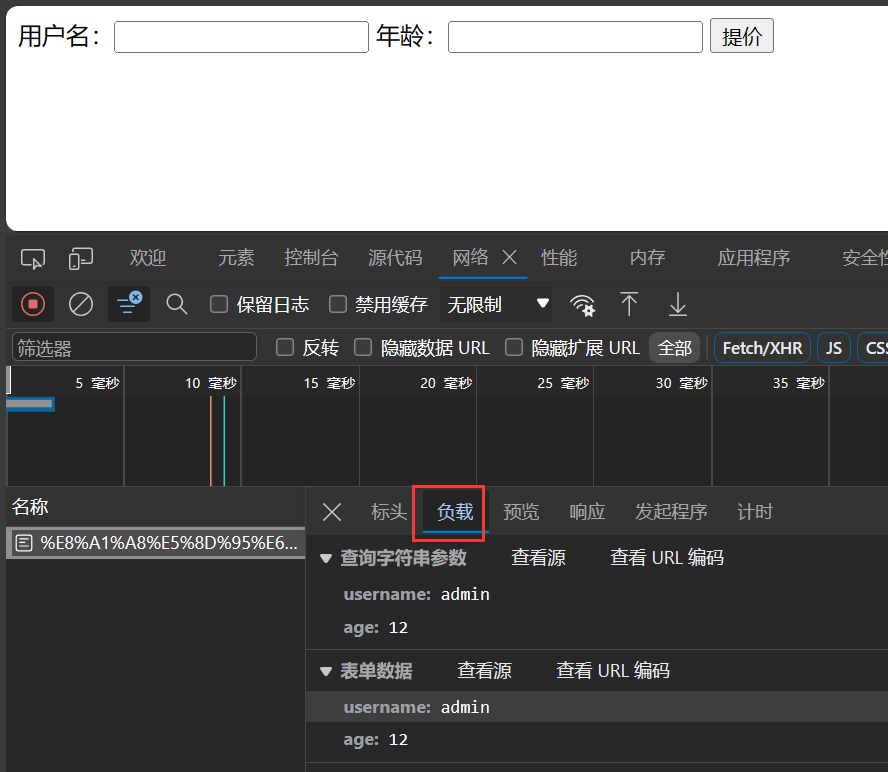 用户名： 年龄： 提价
欢迎 元素 控制台 源代码 网络 性能 内存 应用程序 安全性
保留日志 禁用缓存 无限制
筛选器 反转 隐藏数据 URL 隐藏扩展 URL 全部 Fetch/XHR JS CSS
5 毫秒 10 毫秒 15 毫秒 20 毫秒 25 毫秒 30 毫秒 35 毫秒
名称 标头 负载 预览 响应 发起程序 计时
%E8%A1%A8%E5%8D%95%E6...
查询字符串参数 查看源 查看 URL 编码
username: admin
age: 12
表单数据 查看源 查看 URL 编码
username: admin
age: 12